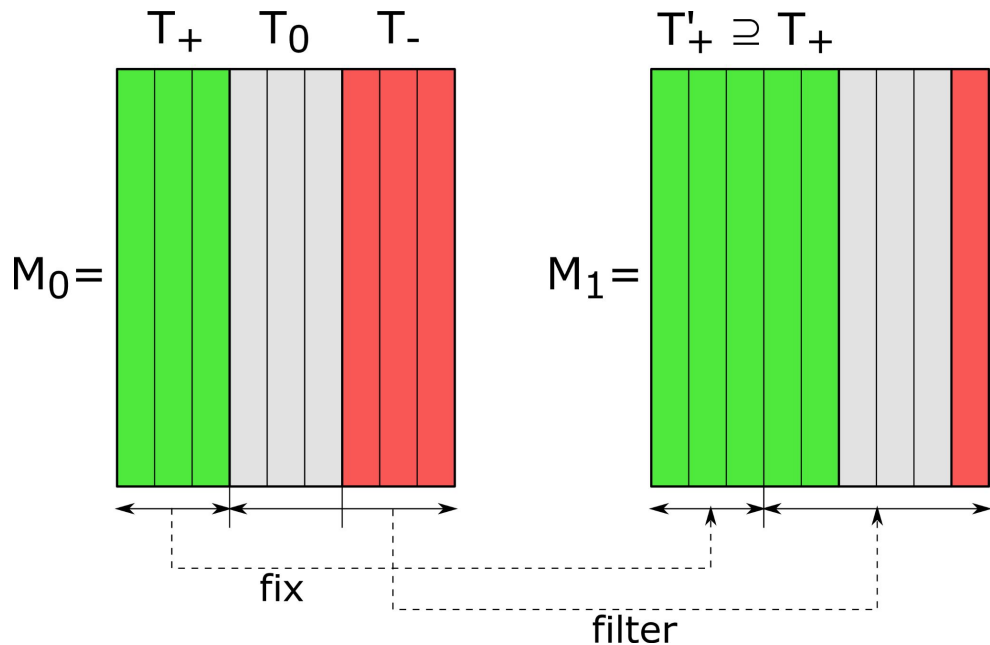 T₊ T₀ T₋
T'₊ ⊇ T₊
M₀=
M₁=
fix
filter